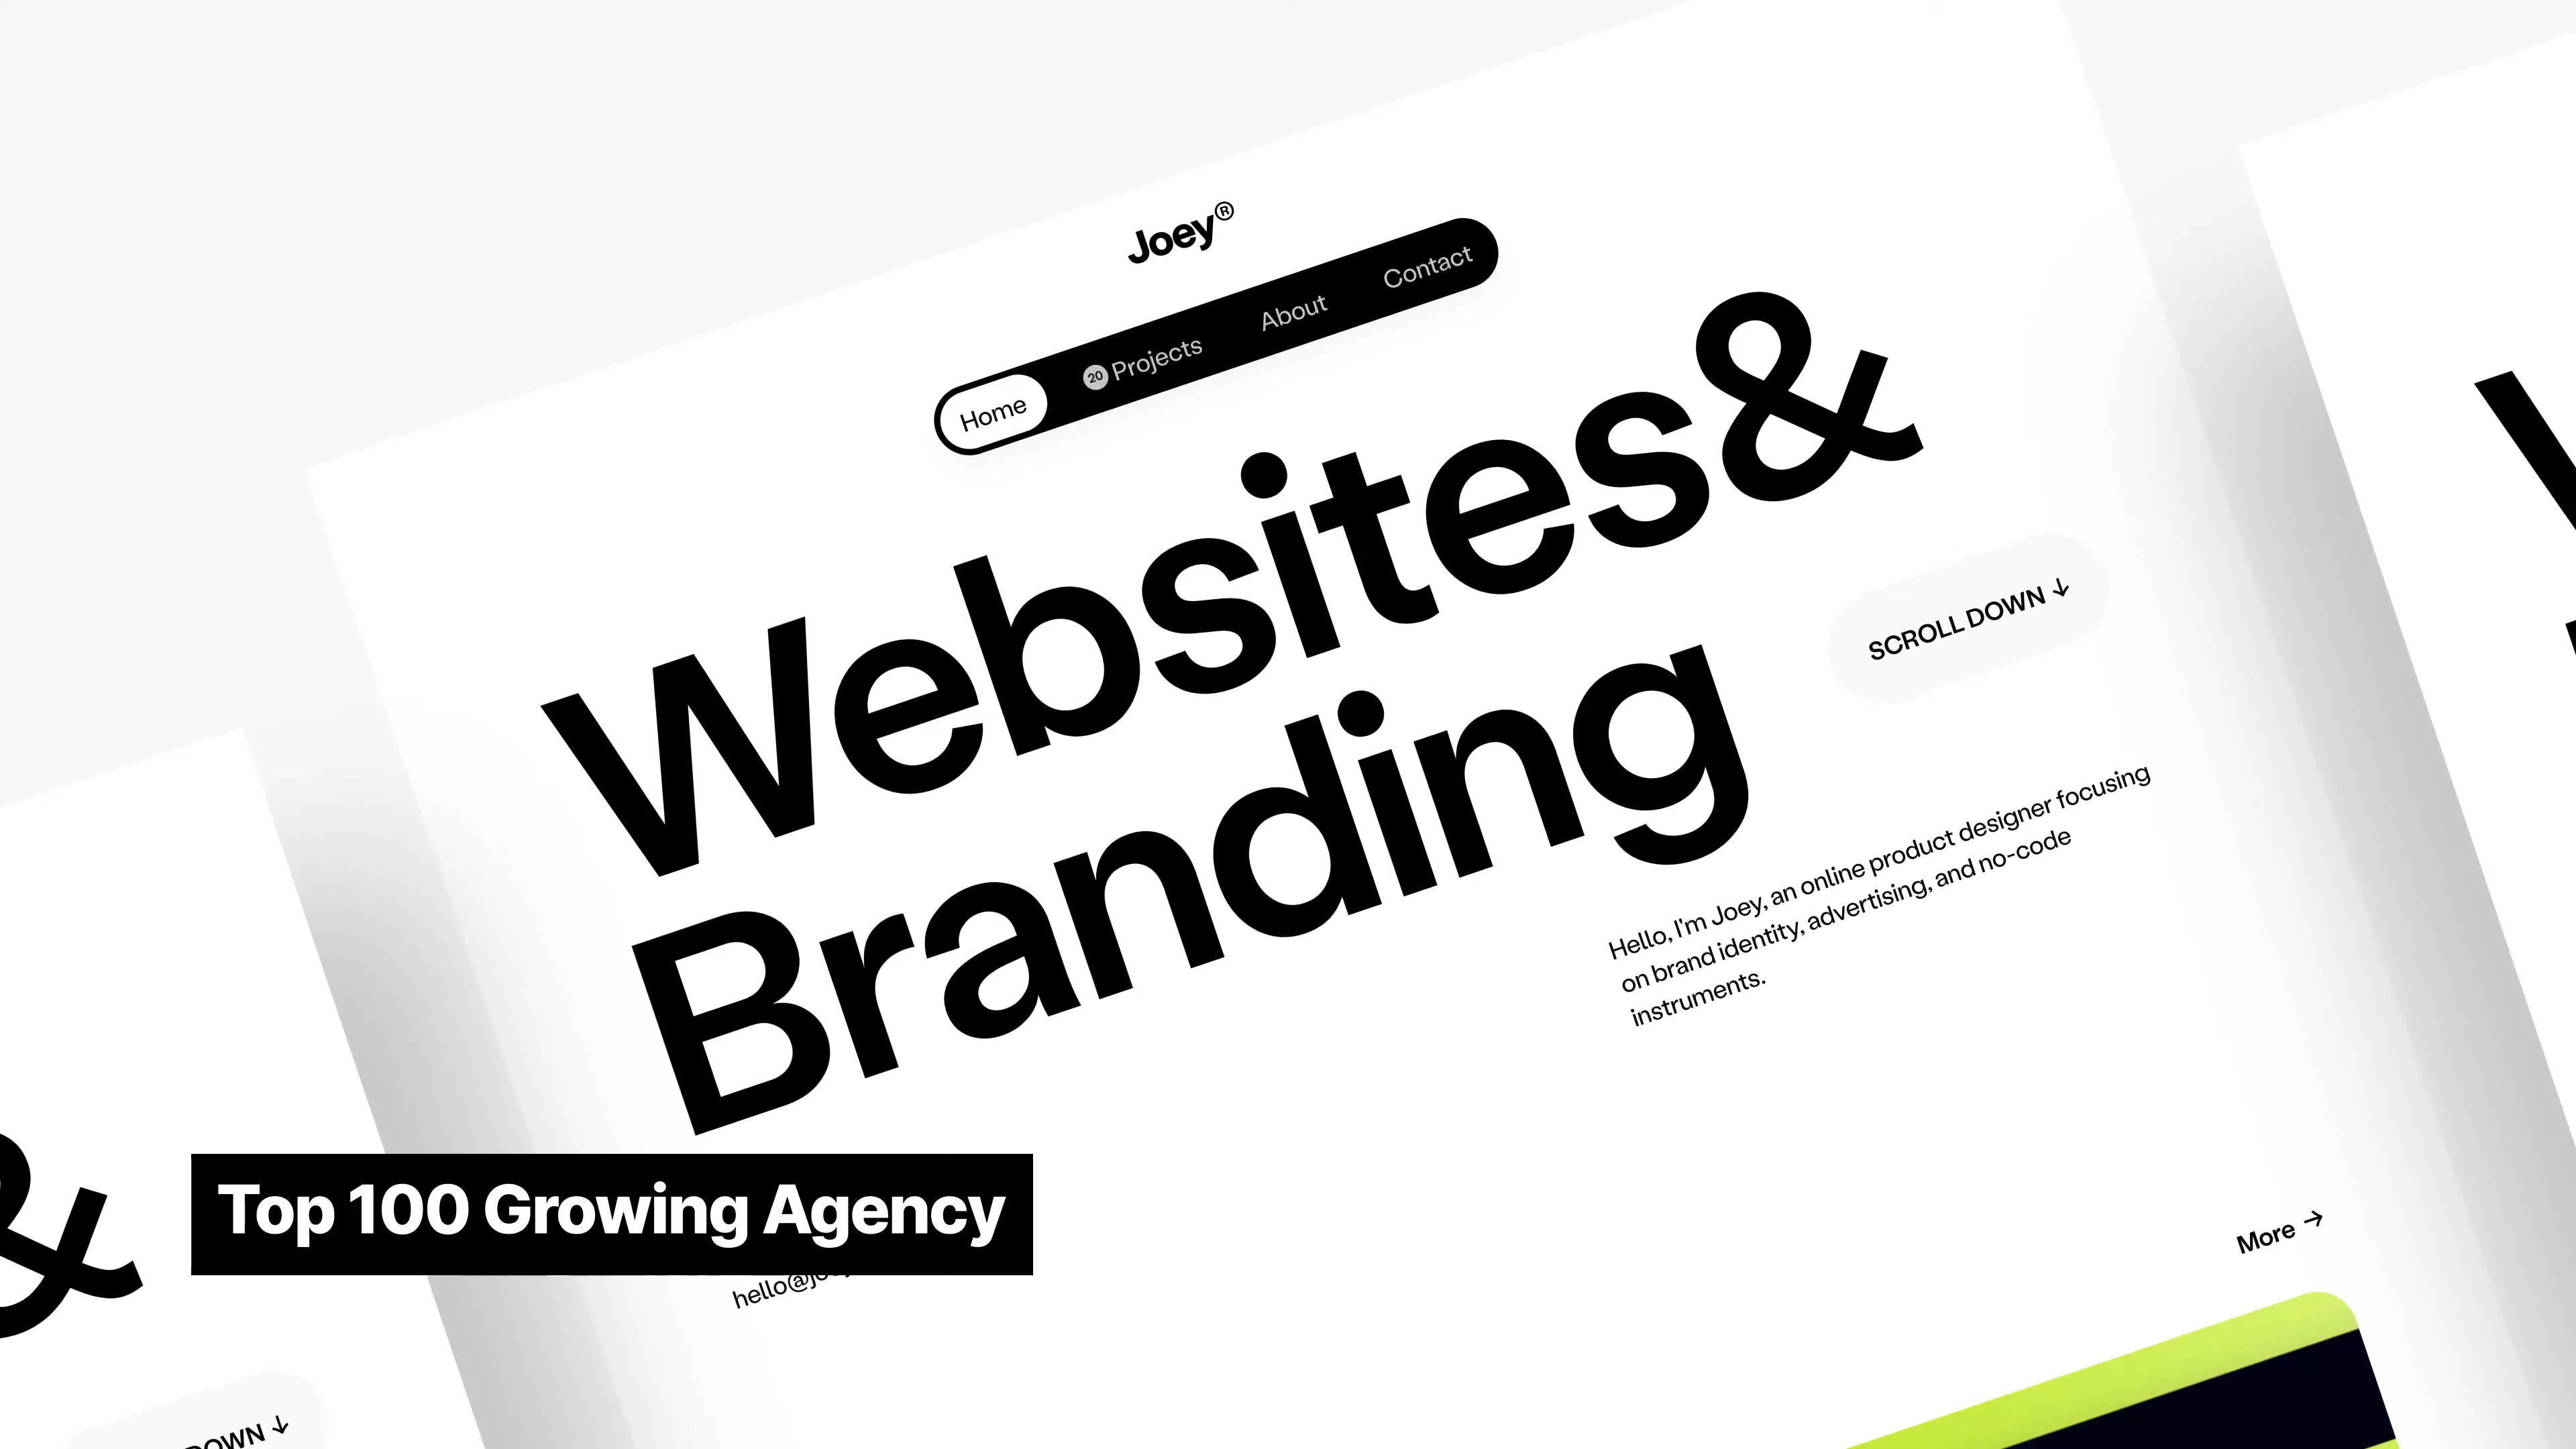 Joey®
Home
20 Projects
About
Contact
Websites&
Branding
SCROLL DOWN ↓
Hello, I'm Joey, an online product designer focusing
on brand identity, advertising, and no-code
instruments.
Top 100 Growing Agency
More →
&
↓